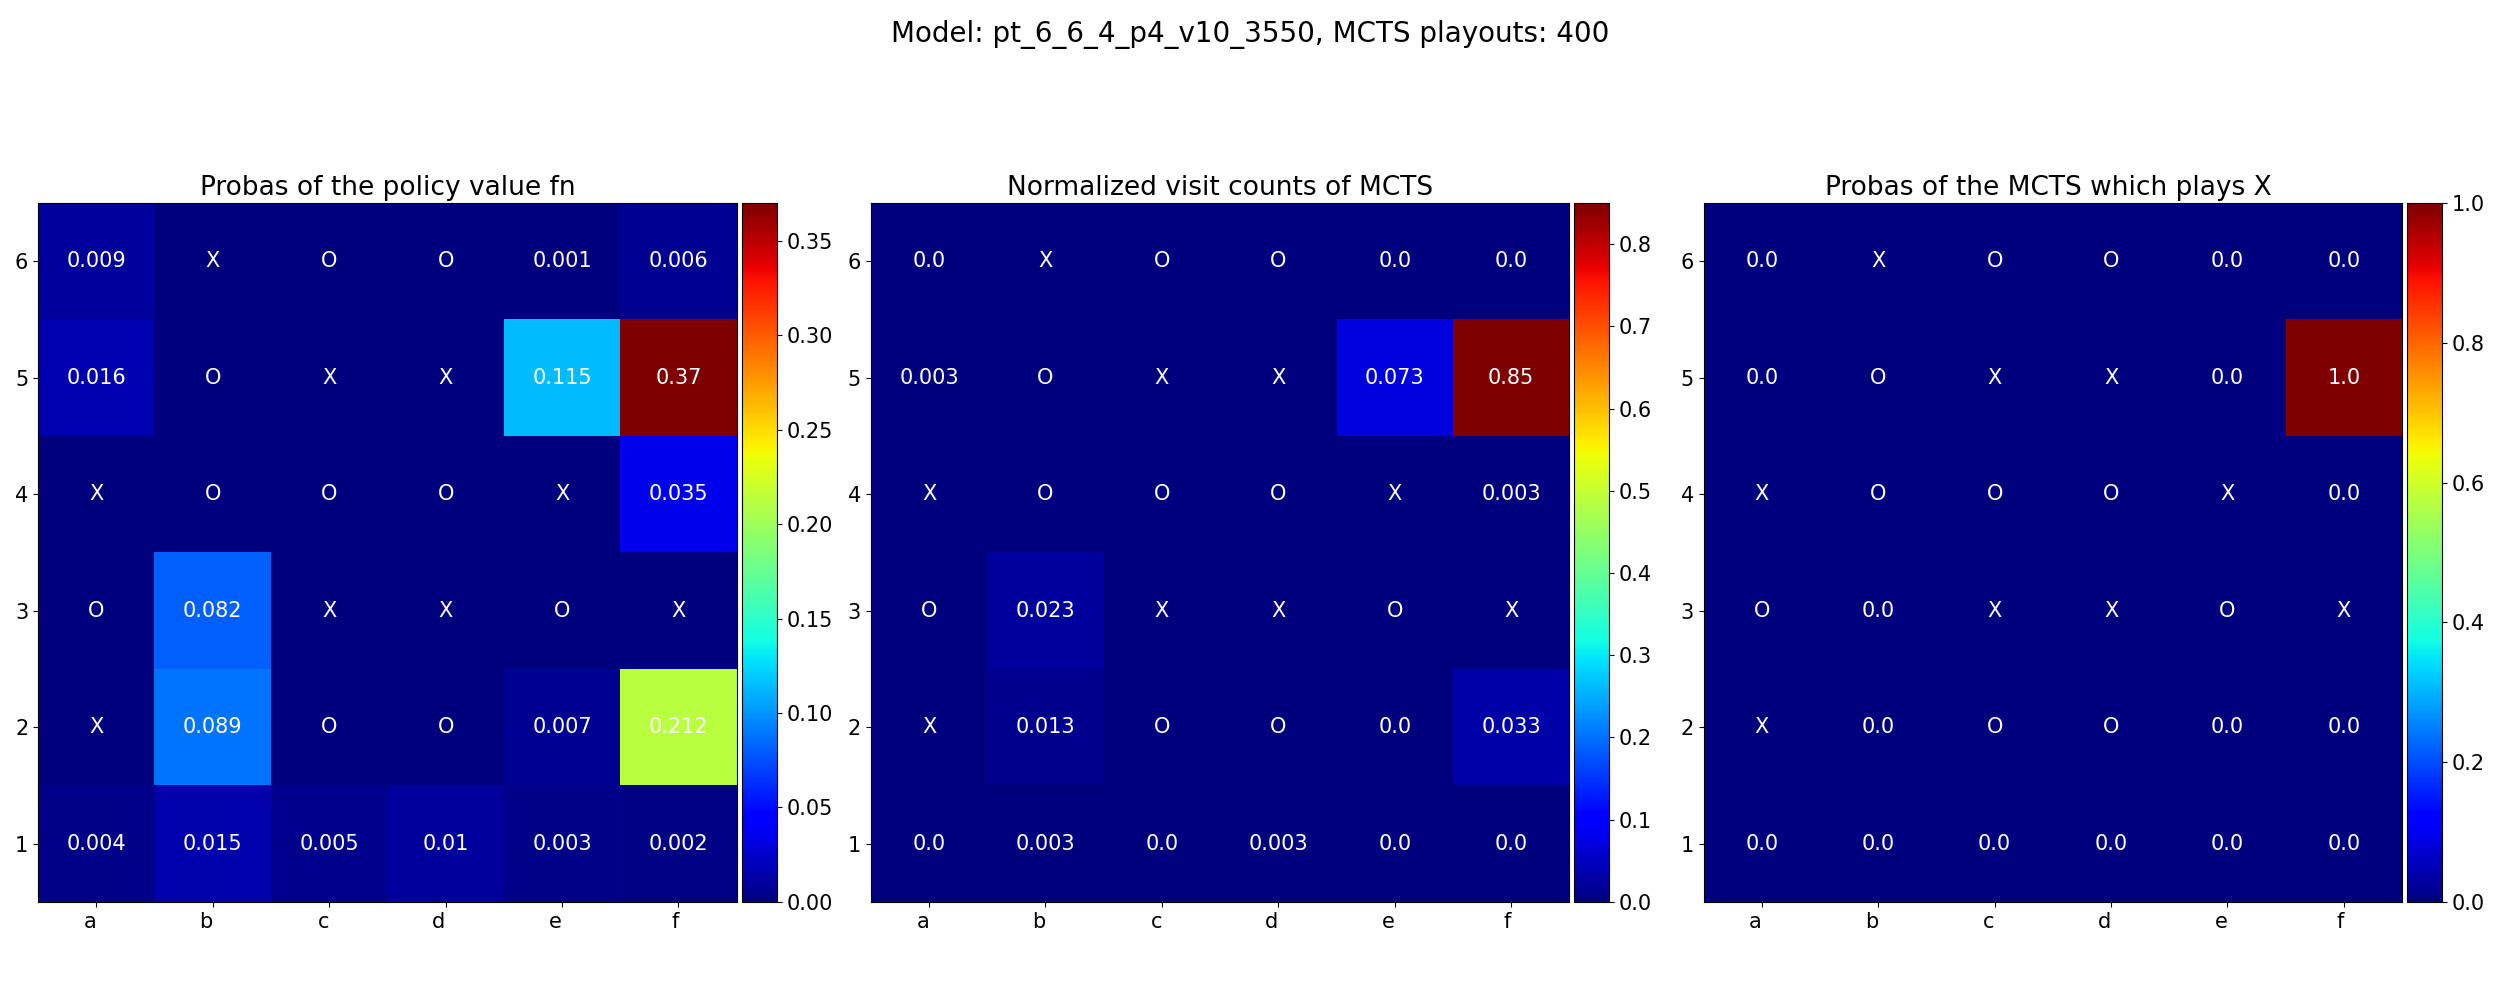 Model: pt_6_6_4_p4_v10_3550, MCTS playouts: 400
Probas of the policy value fn
6 0.009 X O O 0.001 0.006
5 0.016 O X X 0.115 0.37
4 X O O O X 0.035
3 O 0.082 X X O X
2 X 0.089 O O 0.007 0.212
1 0.004 0.015 0.005 0.01 0.003 0.002
a b c d e f
0.35
0.30
0.25
0.20
0.15
0.10
0.05
0.00
Normalized visit counts of MCTS
6 0.0 X O O 0.0 0.0
5 0.003 O X X 0.073 0.85
4 X O O O X 0.003
3 O 0.023 X X O X
2 X 0.013 O O 0.0 0.033
1 0.0 0.003 0.0 0.003 0.0 0.0
a b c d e f
0.8
0.7
0.6
0.5
0.4
0.3
0.2
0.1
0.0
Probas of the MCTS which plays X
6 0.0 X O O 0.0 0.0
5 0.0 O X X 0.0 1.0
4 X O O O X 0.0
3 O 0.0 X X O X
2 X 0.0 O O 0.0 0.0
1 0.0 0.0 0.0 0.0 0.0 0.0
a b c d e f
1.0
0.8
0.6
0.4
0.2
0.0